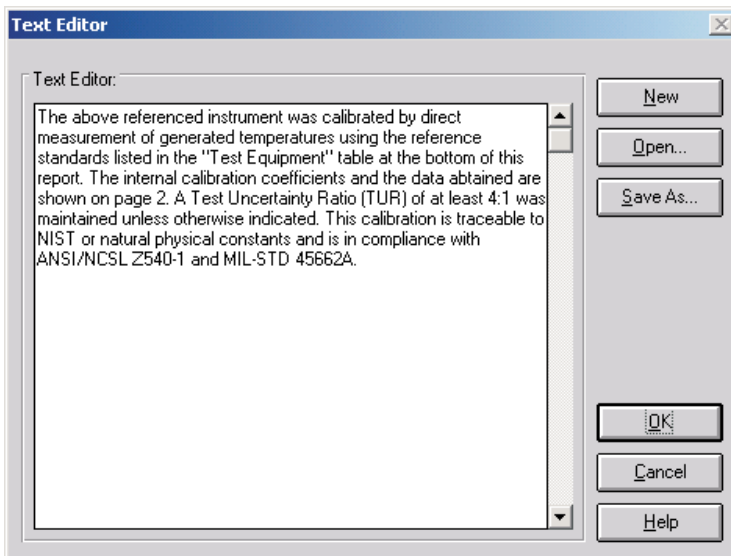 Text Editor
Text Editor:
The above referenced instrument was calibrated by direct
measurement of generated temperatures using the reference
standards listed in the "Test Equipment" table at the bottom of this
report. The internal calibration coefficients and the data abtained are
shown on page 2. A Test Uncertainty Ratio (TUR) of at least 4:1 was
maintained unless otherwise indicated. This calibration is traceable to
NIST or natural physical constants and is in compliance with
ANSI/NCSL Z540-1 and MIL-STD 45662A.
New
Open...
Save As...
OK
Cancel
Help